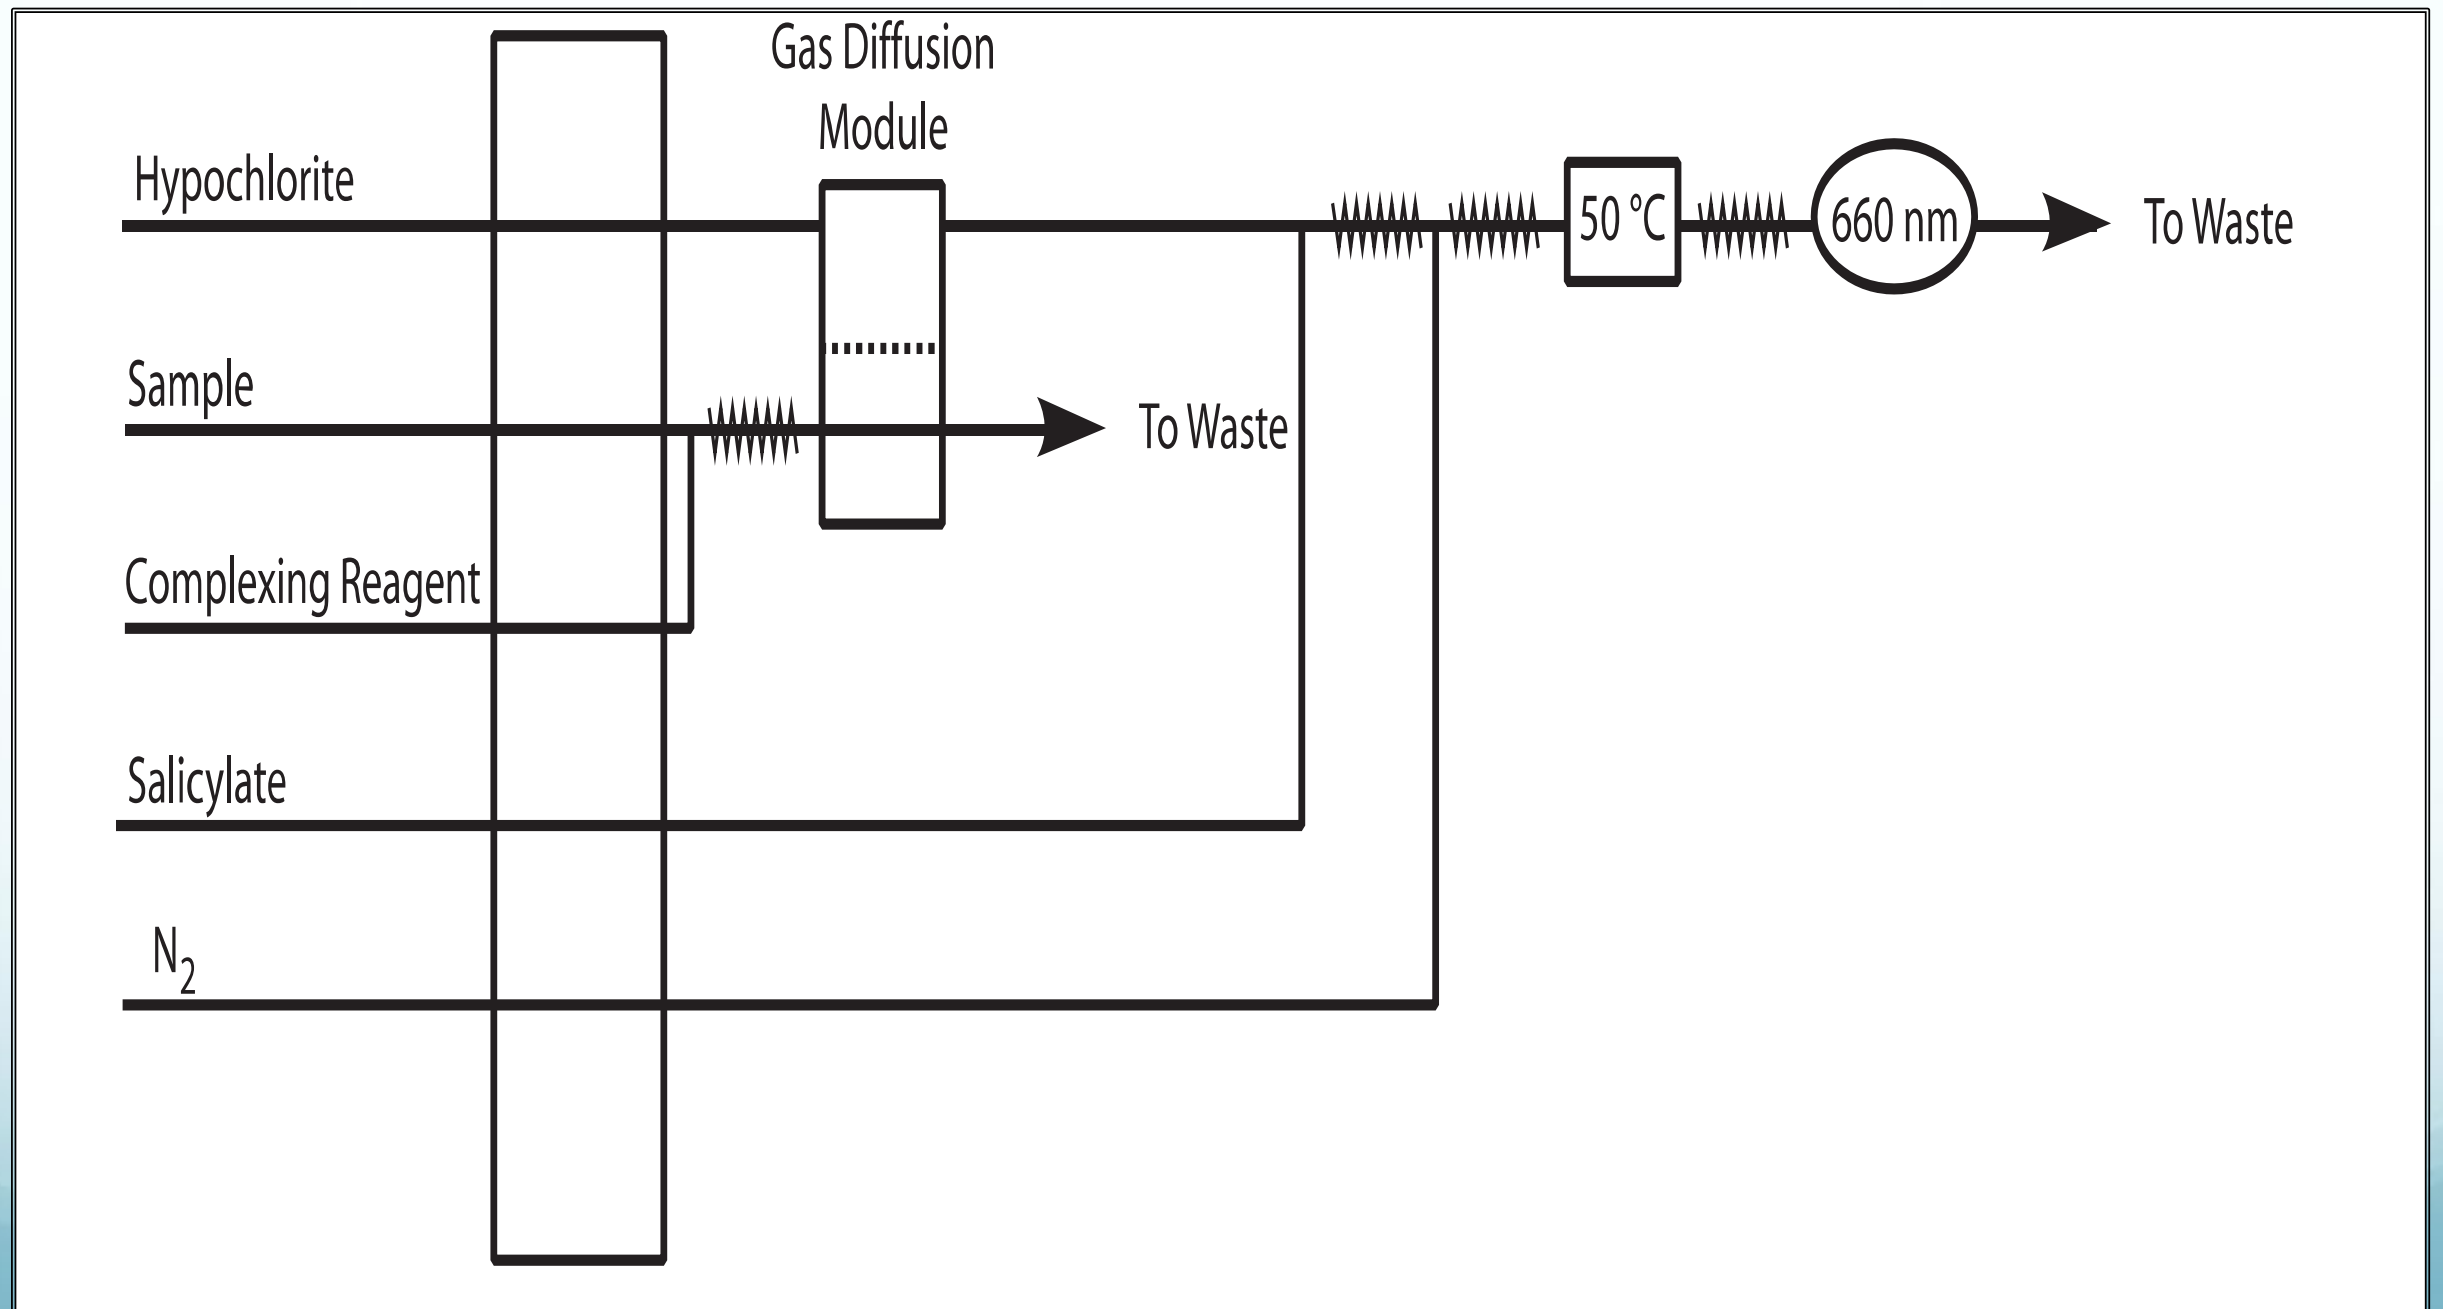 Gas Diffusion
Module
Hypochlorite
50 °C
660 nm
To Waste
Sample
To Waste
Complexing Reagent
Salicylate
N₂